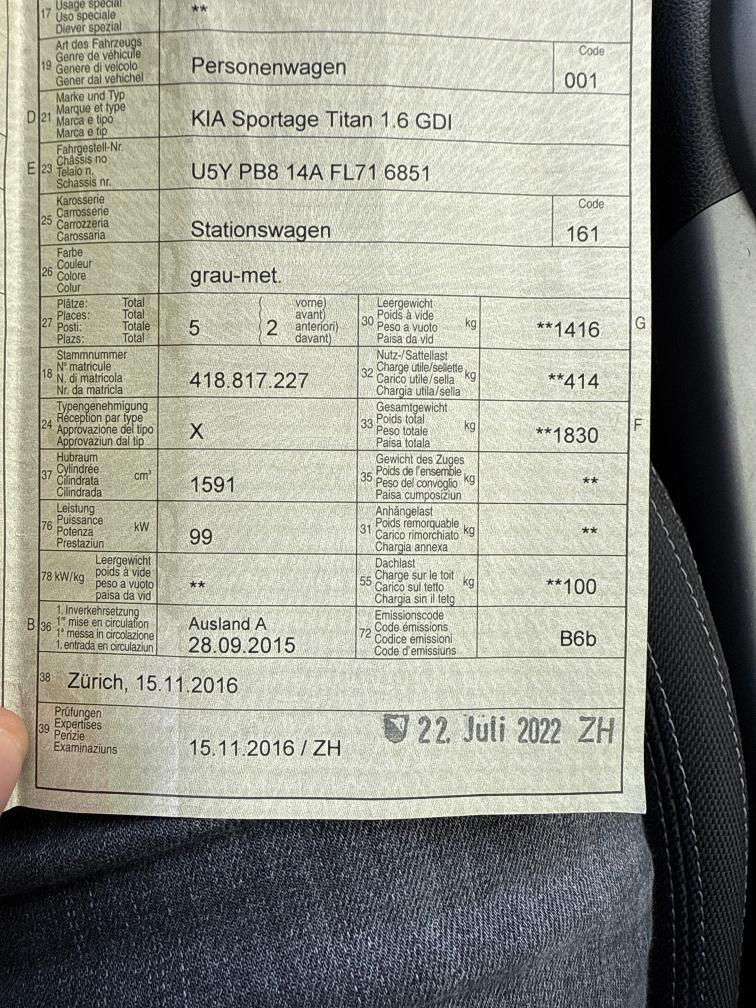 17 Usage spécial **
Uso speciale
Diever spezial
Art des Fahrzeugs Code
19 Genre de véhicule Personenwagen
Genere di veicolo 001
Gener dal vehichel
Marke und Typ
D 21 Marque et type KIA Sportage Titan 1.6 GDI
Marca e tipo
Marca e tip
Fahrgestell-Nr.
E 23 Châssis no U5Y PB8 14A FL71 6851
Telaio n.
Schassis nr.
Karosserie Code
25 Carrosserie Stationswagen 161
Carrozzeria
Carossaria
Farbe
26 Couleur grau-met.
Colore
Colur
Plätze: Total vorne) Leergewicht
27 Places: Total 5 ( 2 avant) 30 Poids à vide kg **1416 G
Posti: Totale anteriori) Peso a vuoto
Plazs: Total davant) Paisa da vid
Stammnummer Nutz-/Sattellast
18 N° matricule 418.817.227 32 Charge utile/sellette kg **414
N. di matricola Carico utile/sella
Nr. da matricla Chargia utila/sella
Typengenehmigung Gesamtgewicht
24 Réception par type X 33 Poids total kg **1830 F
Approvazione del tipo Peso totale
Approvaziun dal tip Paisa totala
Hubraum Gewicht des Zuges
37 Cylindrée cm³ 1591 35 Poids de l'ensemble kg **
Cilindrata Peso del convoglio
Cilindrada Paisa cumposiziun
Leistung Anhängelast
76 Puissance kW 99 31 Poids remorquable kg **
Potenza Carico rimorchiato
Prestaziun Chargia annexa
Leergewicht Dachlast
78 kW/kg poids à vide ** 55 Charge sur le toit kg **100
peso a vuoto Carico sul tetto
paisa da vid Chargia sin il tetg
1. Inverkehrsetzung Ausland A Emissionscode
B 36 1re mise en circulation 28.09.2015 72 Code émissions B6b
1a messa in circolazione Codice emissioni
1. entrada en circulaziun Code d'emissiuns
38 Zürich, 15.11.2016
Prüfungen
39 Expertises 15.11.2016 / ZH 22. Juli 2022 ZH
Perizie
Examinaziuns